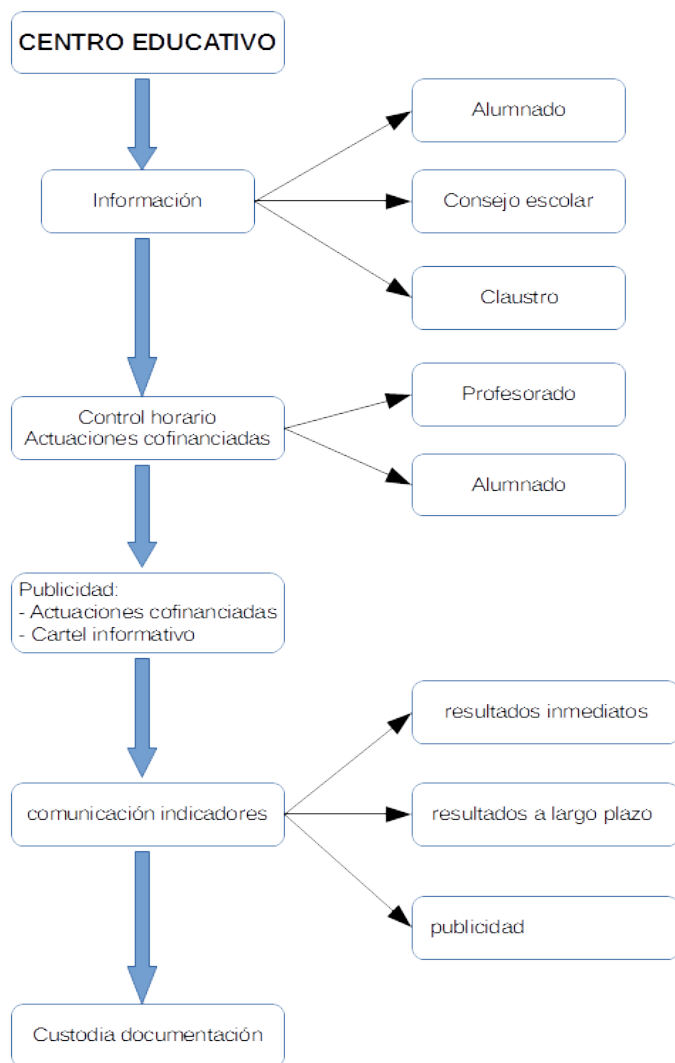 CENTRO EDUCATIVO
Información
Alumnado
Consejo escolar
Claustro
Control horario
Actuaciones cofinanciadas
Profesorado
Alumnado
Publicidad:
- Actuaciones cofinanciadas
- Cartel informativo
comunicación indicadores
resultados inmediatos
resultados a largo plazo
publicidad
Custodia documentación